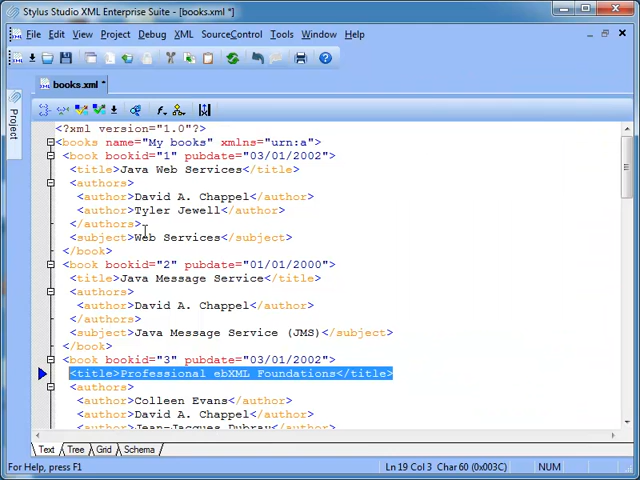 Stylus Studio XML Enterprise Suite - [books.xml *]
File Edit View Project Debug XML SourceControl Tools Window Help
books.xml *
Project
<?xml version="1.0"?>
<books name="My books" xmlns="urn:a">
<book bookid="1" pubdate="03/01/2002">
<title>Java Web Services</title>
<authors>
<author>David A. Chappel</author>
<author>Tyler Jewell</author>
</authors>
<subject>Web Services</subject>
</book>
<book bookid="2" pubdate="01/01/2000">
<title>Java Message Service</title>
<authors>
<author>David A. Chappel</author>
</authors>
<subject>Java Message Service (JMS)</subject>
</book>
<book bookid="3" pubdate="03/01/2002">
<title>Professional ebXML Foundations</title>
<authors>
<author>Colleen Evans</author>
<author>David A. Chappel</author>
<author>Jean-Jacques Dubray</author>
Text Tree Grid Schema
For Help, press F1 Ln 19 Col 3 Char 60 (0x003C) NUM